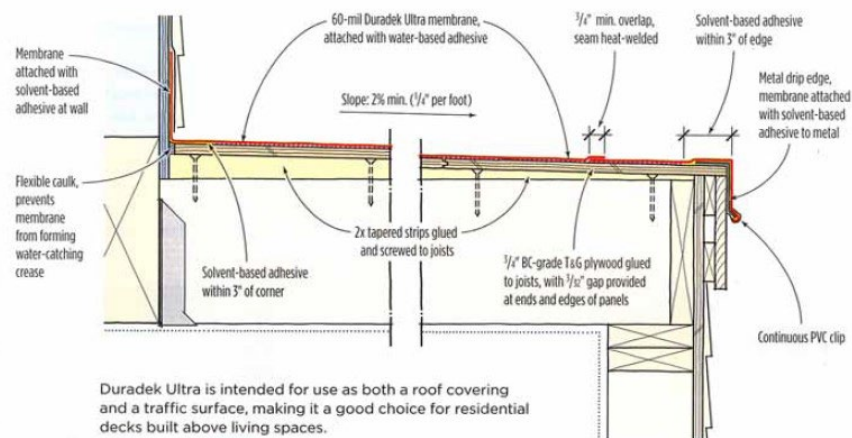 Membrane
attached with
solvent-based
adhesive at wall
60-mil Duradek Ultra membrane,
attached with water-based adhesive
3/4" min. overlap,
seam heat-welded
Solvent-based adhesive
within 3" of edge
Slope: 2% min. (1/4" per foot)
Metal drip edge,
membrane attached
with solvent-based
adhesive to metal
Flexible caulk,
prevents
membrane
from forming
water-catching
crease
Solvent-based adhesive
within 3" of corner
2x tapered strips glued
and screwed to joists
3/4" BC-grade T&G plywood glued
to joists, with 3/32" gap provided
at ends and edges of panels
Continuous PVC clip
Duradek Ultra is intended for use as both a roof covering
and a traffic surface, making it a good choice for residential
decks built above living spaces.